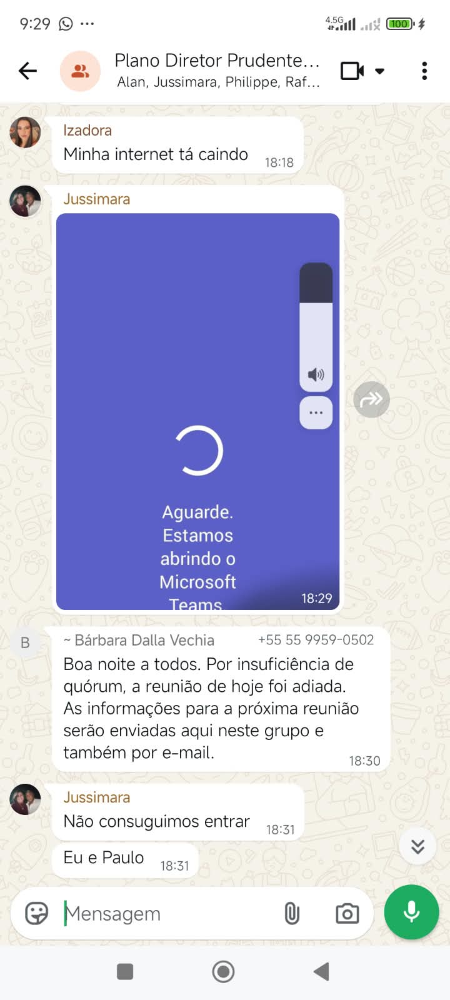 9:29
4.5G
100
Plano Diretor Prudente...
Alan, Jussimara, Philippe, Raf...
Izadora
Minha internet tá caindo
18:18
Jussimara
Aguarde.
Estamos
abrindo o
Microsoft
Teams
18:29
B
~ Bárbara Dalla Vechia +55 55 9959-0502
Boa noite a todos. Por insuficiência de
quórum, a reunião de hoje foi adiada.
As informações para a próxima reunião
serão enviadas aqui neste grupo e
também por e-mail.
18:30
Jussimara
Não consuguimos entrar
18:31
Eu e Paulo
18:31
Mensagem